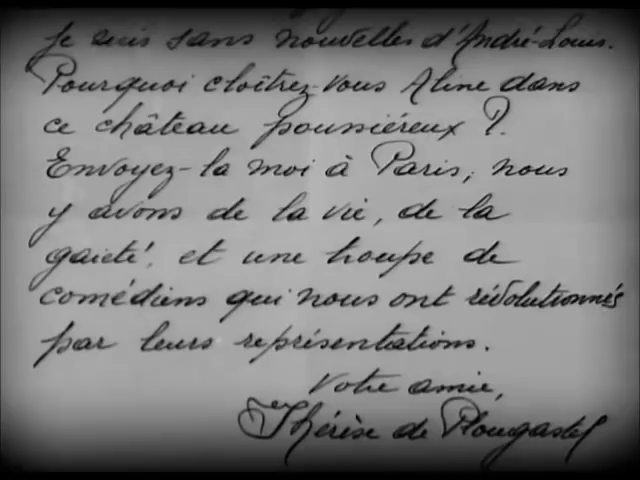 Je suis sans nouvelles d'André-Louis.
Pourquoi cloîtrez-vous Aline dans
ce château poussiéreux ?
Envoyez-la moi à Paris, nous
y avons de la vie, de la
gaieté, et une troupe de
comédiens qui nous ont révolutionnés
par leurs représentations.
Votre amie,
Thérèse de Plougastel